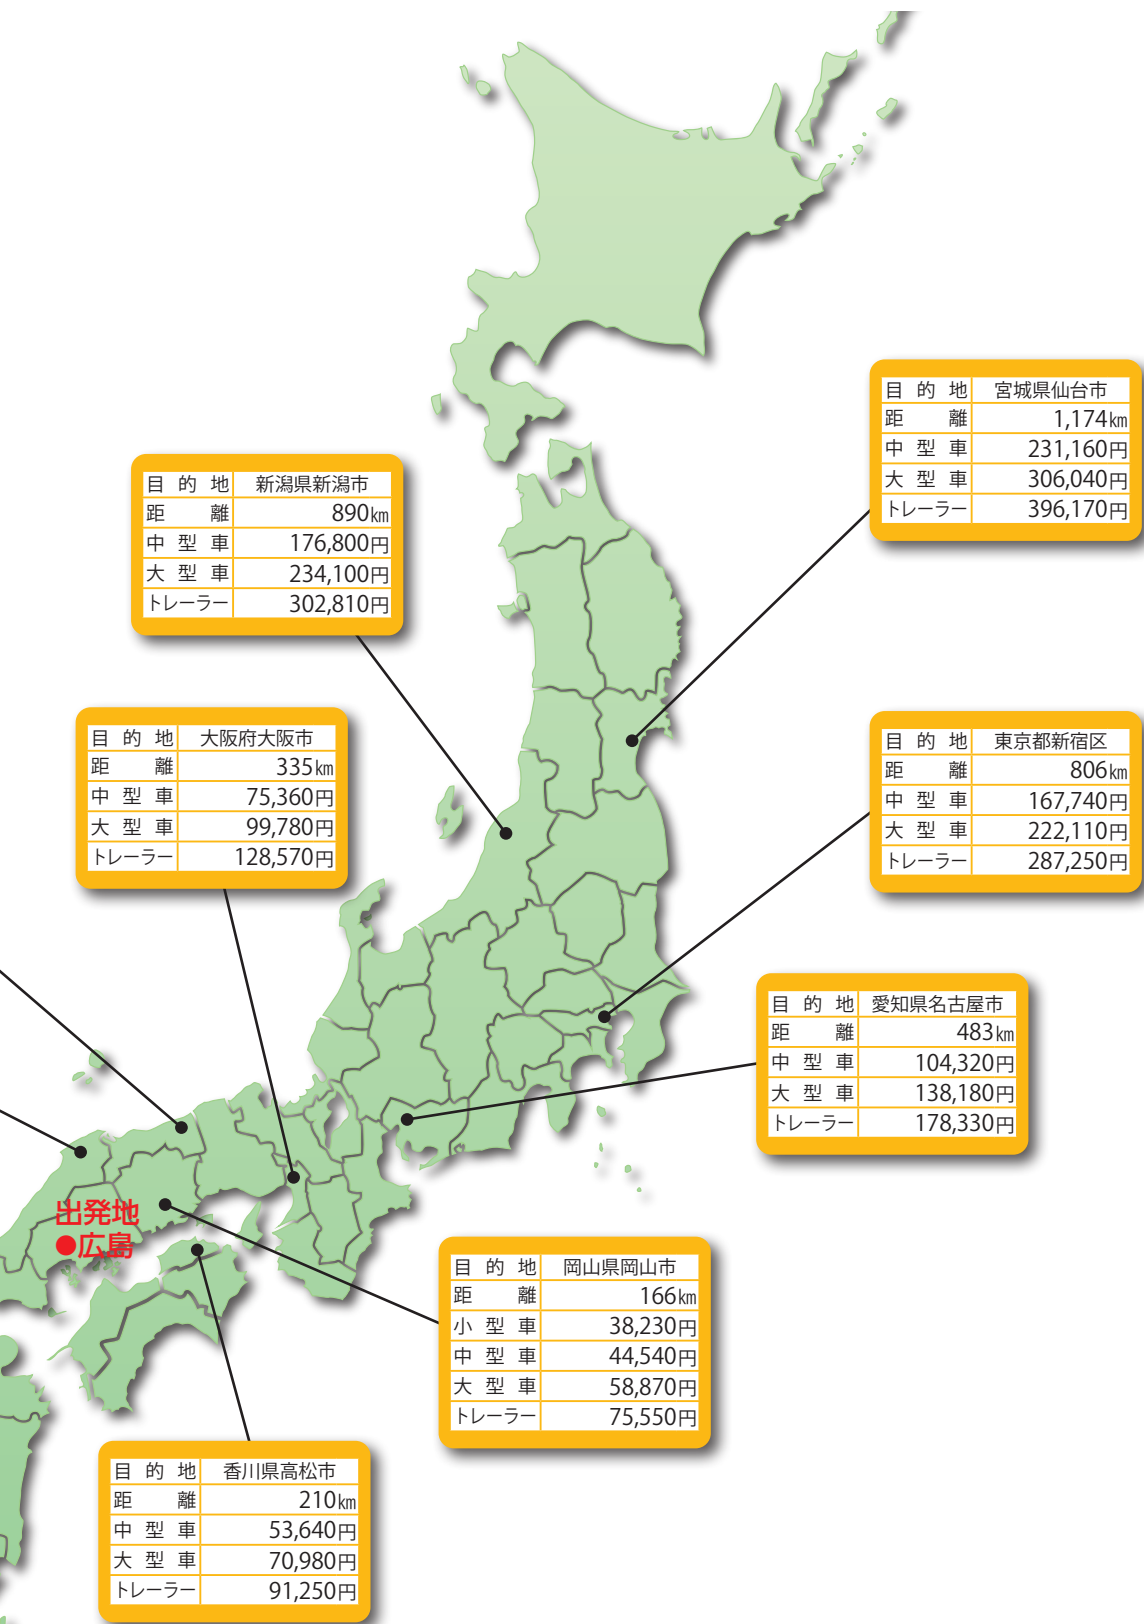 目的地 宮城県仙台市
距離 1,174km
中型車 231,160円
大型車 306,040円
トレーラー 396,170円
目的地 新潟県新潟市
距離 890km
中型車 176,800円
大型車 234,100円
トレーラー 302,810円
目的地 大阪府大阪市
距離 335km
中型車 75,360円
大型車 99,780円
トレーラー 128,570円
目的地 東京都新宿区
距離 806km
中型車 167,740円
大型車 222,110円
トレーラー 287,250円
目的地 愛知県名古屋市
距離 483km
中型車 104,320円
大型車 138,180円
トレーラー 178,330円
出発地
●広島
目的地 岡山県岡山市
距離 166km
小型車 38,230円
中型車 44,540円
大型車 58,870円
トレーラー 75,550円
目的地 香川県高松市
距離 210km
中型車 53,640円
大型車 70,980円
トレーラー 91,250円